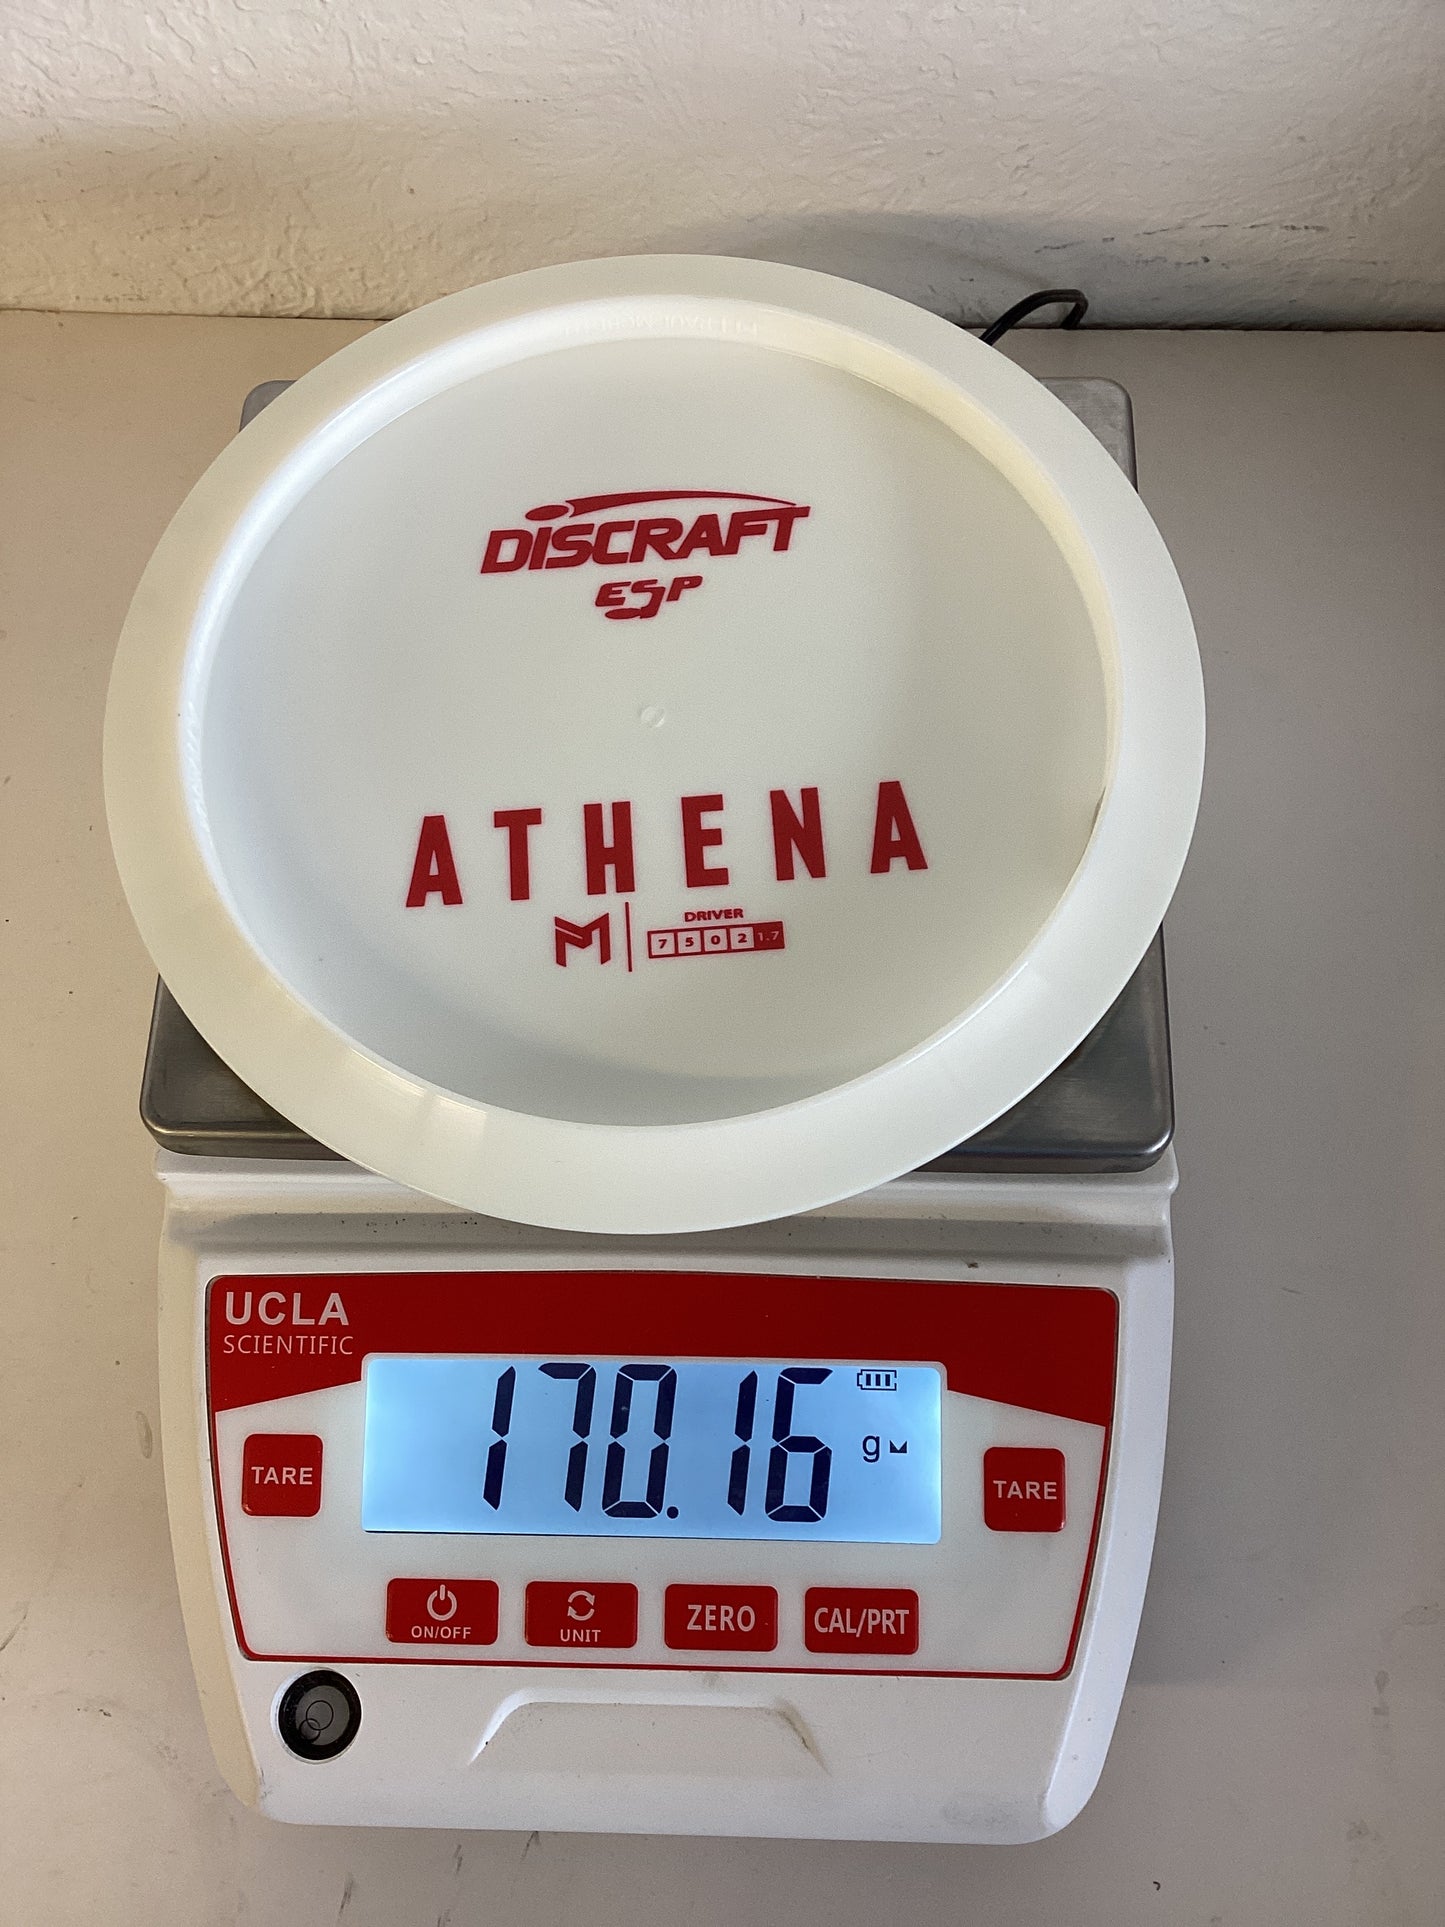 DISCRAFT
ESP
ATHENA
M
DRIVER
7 5 0 2 1.7
UCLA
SCIENTIFIC
170.16
g
TARE
TARE
ON/OFF
UNIT
ZERO
CAL/PRT